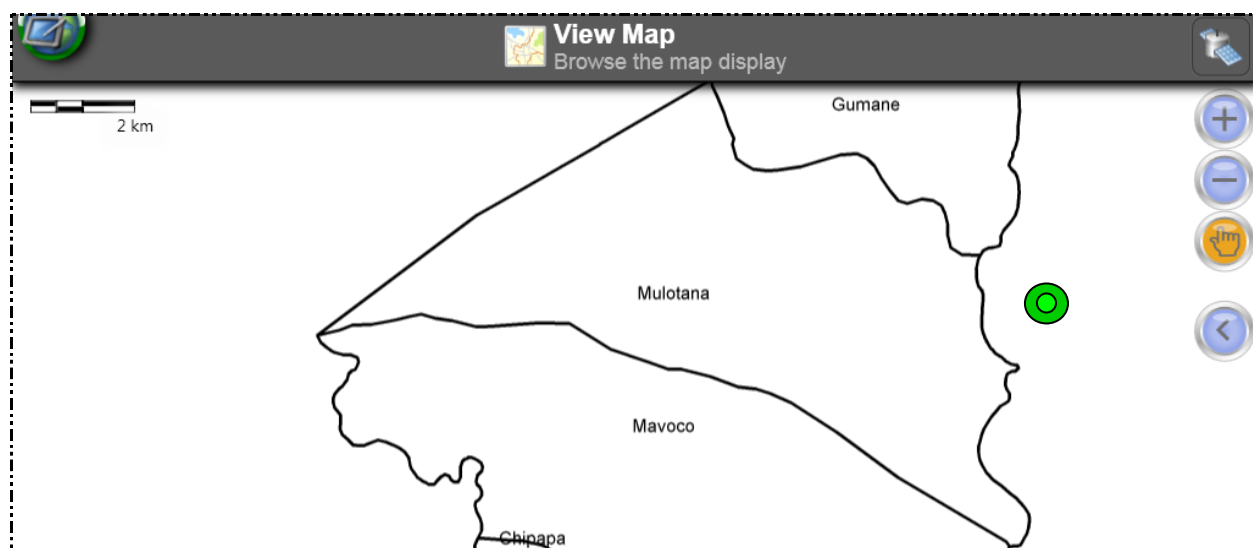 View Map
Browse the map display
2 km
Gumane
Mulotana
Mavoco
Chipapa